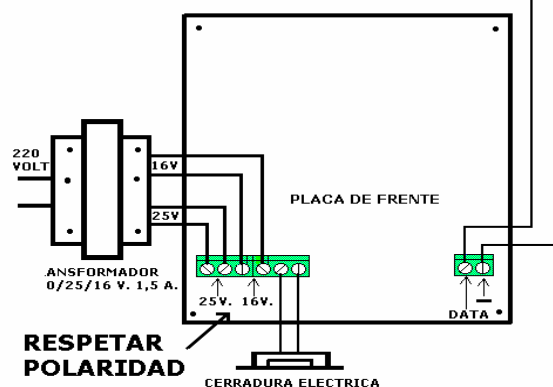 220
VOLT
16V
25V
PLACA DE FRENTE
.ANSFORMADOR
0/25/16 V. 1,5 A.
25V. 16V.
DATA
RESPETAR
POLARIDAD
CERRADURA ELECTRICA